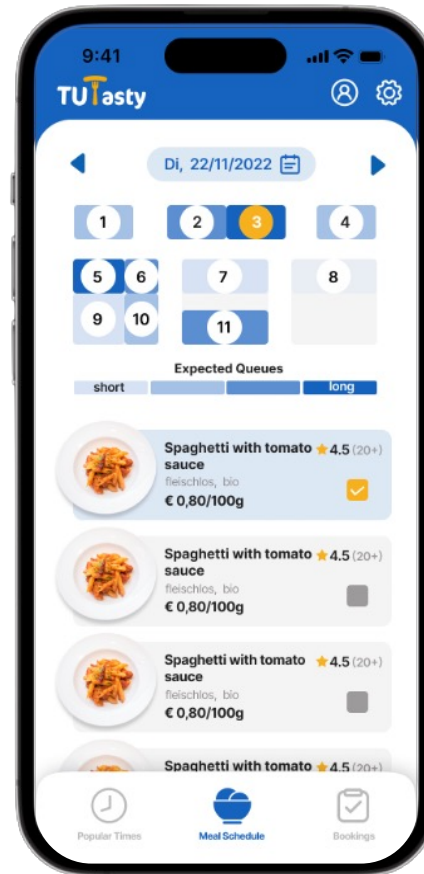 9:41
TUTasty
Di, 22/11/2022
1 2 3 4
5 6 7 8
9 10 11
Expected Queues
short long
Spaghetti with tomato sauce
4.5 (20+)
fleischlos, bio
€ 0,80/100g
Spaghetti with tomato sauce
4.5 (20+)
fleischlos, bio
€ 0,80/100g
Spaghetti with tomato sauce
4.5 (20+)
fleischlos, bio
€ 0,80/100g
Spaghetti with tomato
4.5 (20+)
Popular Times
Meal Schedule
Bookings